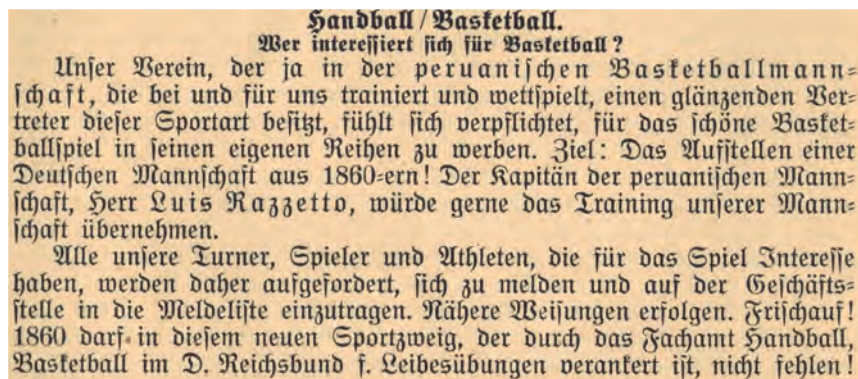 Handball / Basketball.
Wer interessiert sich für Basketball?
Unser Verein, der ja in der peruanischen Basketballmann-
schaft, die bei und für uns trainiert und wettspielt, einen glänzenden Ver-
treter dieser Sportart besitzt, fühlt sich verpflichtet, für das schöne Basket-
ballspiel in seinen eigenen Reihen zu werben. Ziel: Das Aufstellen einer
Deutschen Mannschaft aus 1860-ern! Der Kapitän der peruanischen Mann-
schaft, Herr Luis Razzetto, würde gerne das Training unserer Mann-
schaft übernehmen.
Alle unsere Turner, Spieler und Athleten, die für das Spiel Interesse
haben, werden daher aufgefordert, sich zu melden und auf der Geschäfts-
stelle in die Meldeliste einzutragen. Nähere Weisungen erfolgen. Frischauf!
1860 darf in diesem neuen Sportzweig, der durch das Fachamt Handball,
Basketball im D. Reichsbund f. Leibesübungen verankert ist, nicht fehlen!